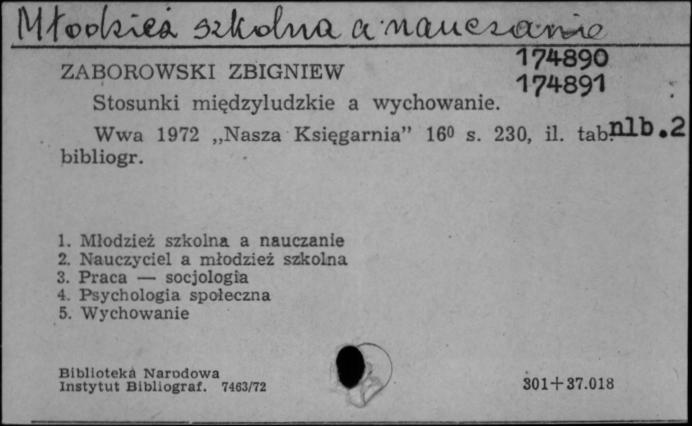 Młodzież szkolna a nauczanie
174890
ZABOROWSKI ZBIGNIEW
174891
Stosunki międzyludzkie a wychowanie.
Wwa 1972 „Nasza Księgarnia” 16⁰ s. 230, il. tab. nlb.2
bibliogr.
1. Młodzież szkolna a nauczanie
2. Nauczyciel a młodzież szkolna
3. Praca — socjologia
4. Psychologia społeczna
5. Wychowanie
Biblioteka Narodowa
Instytut Bibliograf. 7463/72
301+37.018